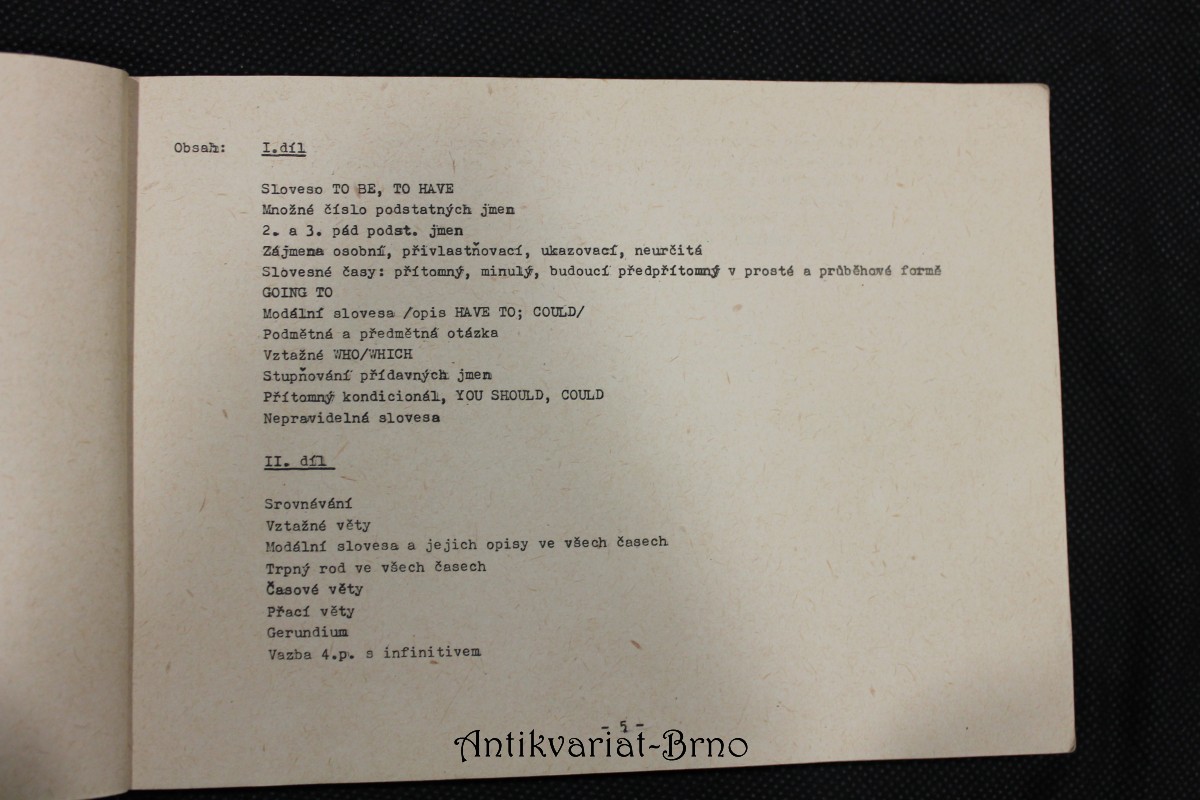 Obsah: I.díl
Sloveso TO BE, TO HAVE
Množné číslo podstatných jmen
2. a 3. pád podst. jmen
Zájmena osobní, přivlastňovací, ukazovací, neurčitá
Slovesné časy: přítomný, minulý, budoucí předpřítomný v prosté a průběhové formě
GOING TO
Modální slovesa /opis HAVE TO; COULD/
Podmětná a předmětná otázka
Vztažné WHO/WHICH
Stupňování přídavných jmen
Přítomný kondicionál, YOU SHOULD, COULD
Nepravidelná slovesa
II. díl
Srovnávání
Vztažné věty
Modální slovesa a jejich opisy ve všech časech
Trpný rod ve všech časech
Časové věty
Přací věty
Gerundium
Vazba 4.p. s infinitivem
- 5 -
Antikvariat-Brno